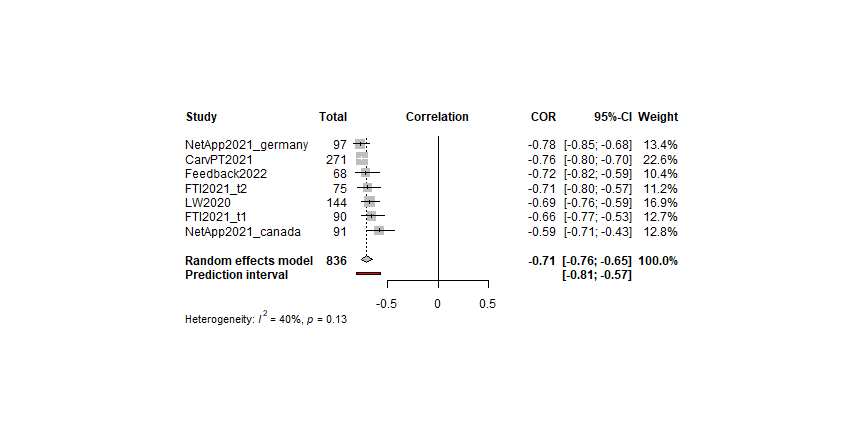 Study Total Correlation COR 95%-CI Weight
NetApp2021_germany 97 -0.78 [-0.85; -0.68] 13.4%
CarvPT2021 271 -0.76 [-0.80; -0.70] 22.6%
Feedback2022 68 -0.72 [-0.82; -0.59] 10.4%
FTI2021_t2 75 -0.71 [-0.80; -0.57] 11.2%
LW2020 144 -0.69 [-0.76; -0.59] 16.9%
FTI2021_t1 90 -0.66 [-0.77; -0.53] 12.7%
NetApp2021_canada 91 -0.59 [-0.71; -0.43] 12.8%
Random effects model 836 -0.71 [-0.76; -0.65] 100.0%
Prediction interval [-0.81; -0.57]
-0.5 0 0.5
Heterogeneity: I² = 40%, p = 0.13